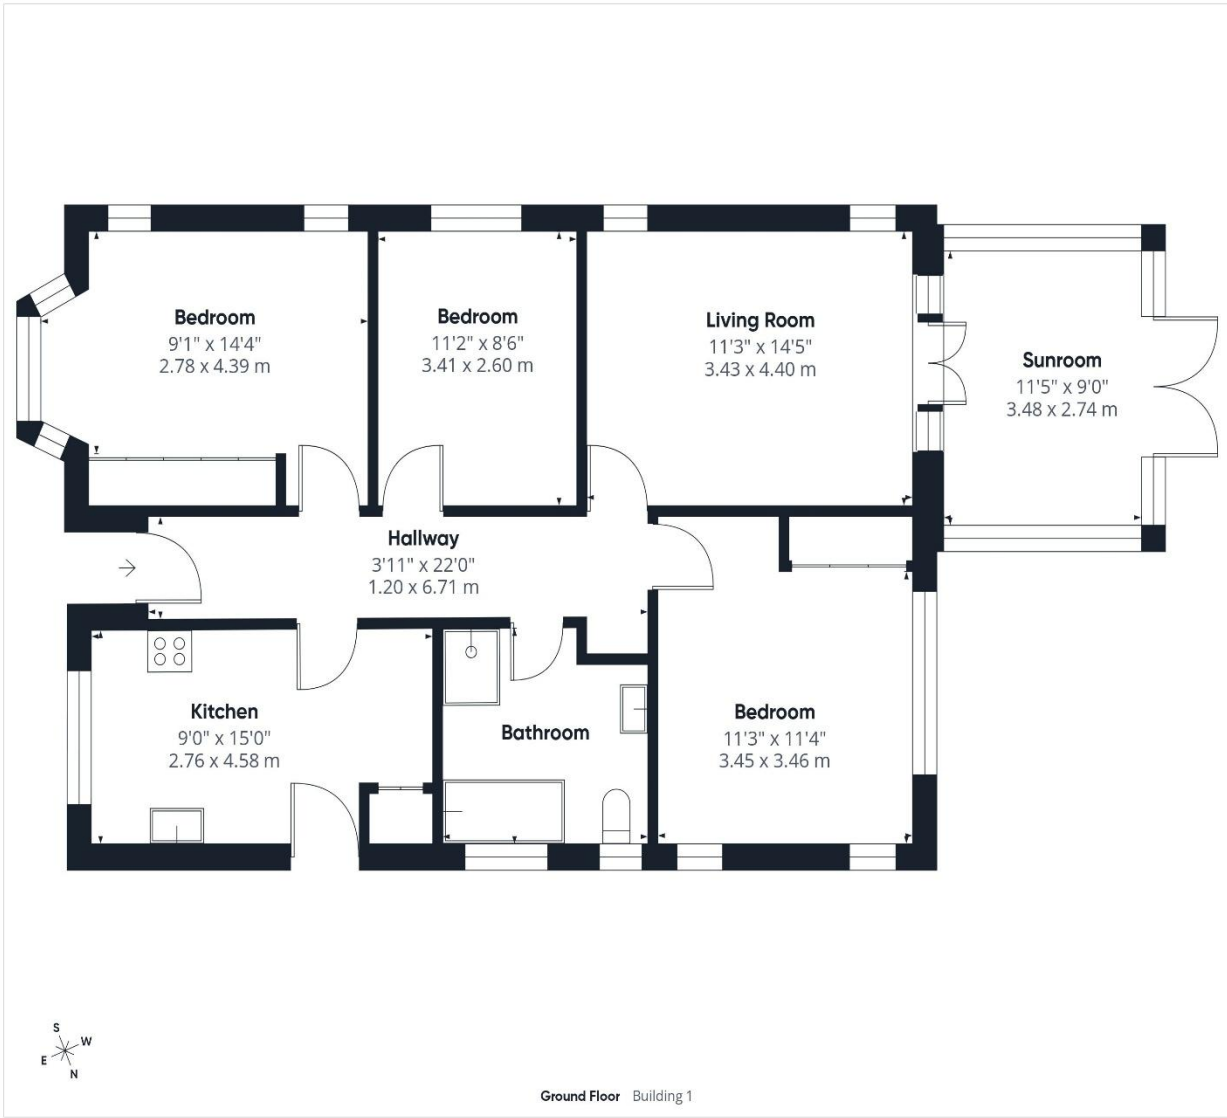 Bedroom
9'1" x 14'4"
2.78 x 4.39 m
Bedroom
11'2" x 8'6"
3.41 x 2.60 m
Living Room
11'3" x 14'5"
3.43 x 4.40 m
Sunroom
11'5" x 9'0"
3.48 x 2.74 m
Hallway
3'11" x 22'0"
1.20 x 6.71 m
Kitchen
9'0" x 15'0"
2.76 x 4.58 m
Bathroom
Bedroom
11'3" x 11'4"
3.45 x 3.46 m
S
W
E
N
Ground Floor Building 1